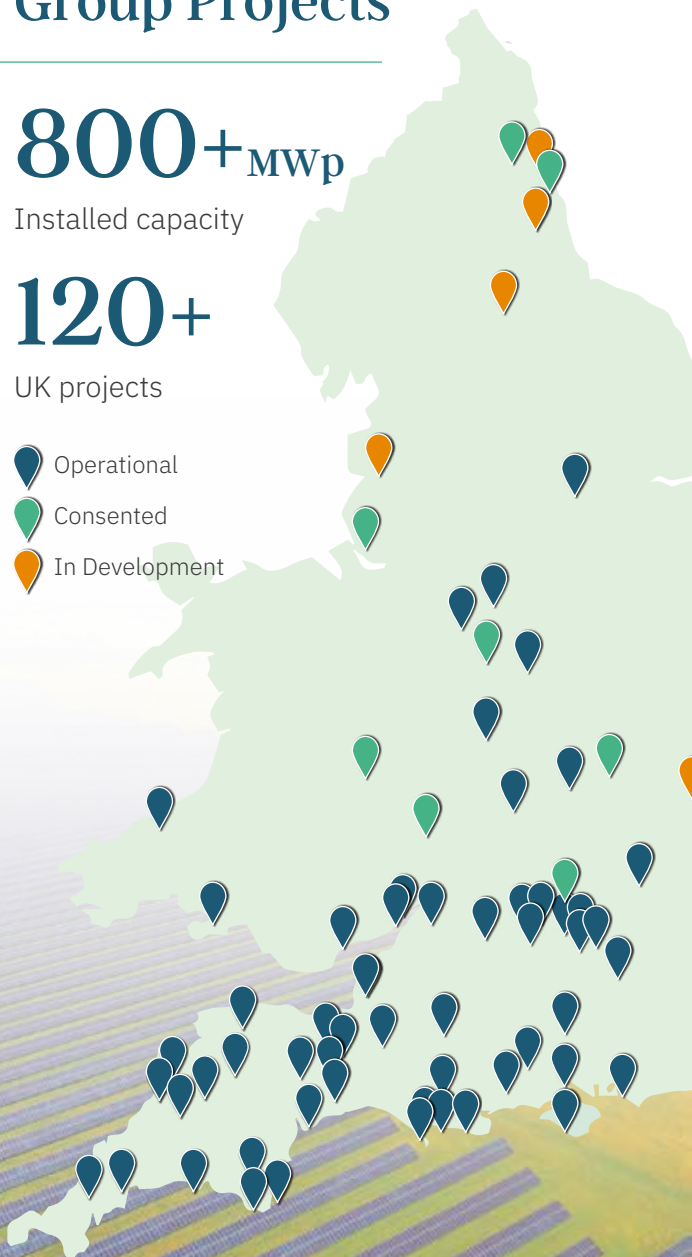 Group Projects
800+MWp
Installed capacity
120+
UK projects
Operational
Consented
In Development